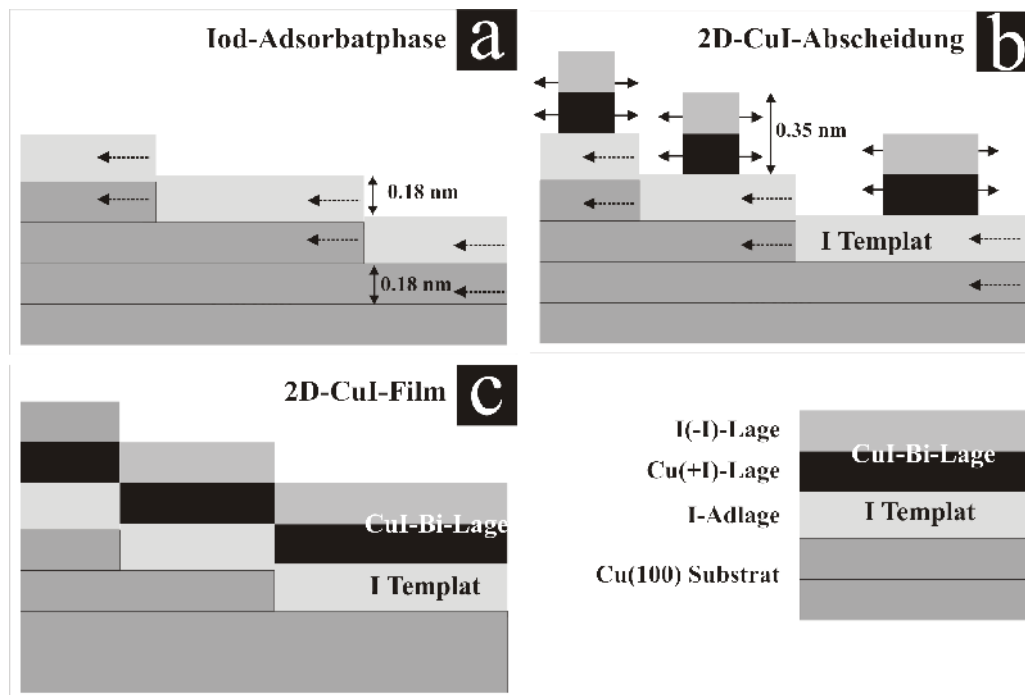 Iod-Adsorbatphase
a
0.18 nm
0.18 nm
2D-CuI-Abscheidung
b
0.35 nm
I Templat
2D-CuI-Film
c
CuI-Bi-Lage
I Templat
I(-I)-Lage
CuI-Bi-Lage
Cu(+I)-Lage
I-Adlage
I Templat
Cu(100) Substrat